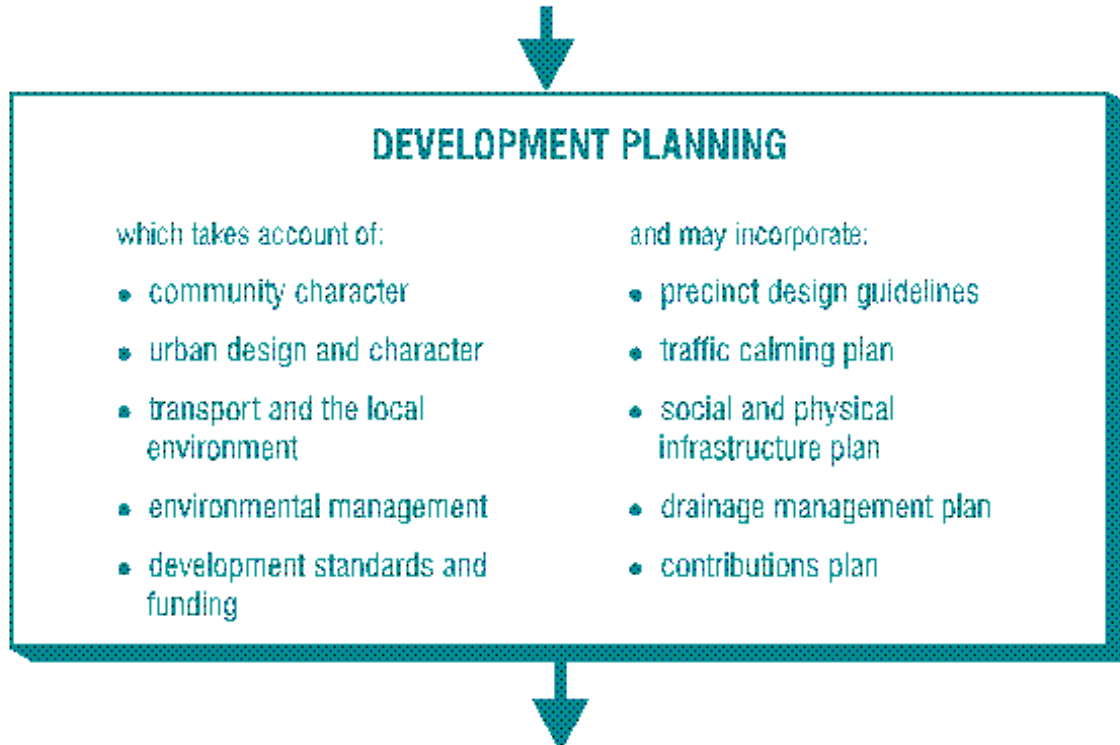 DEVELOPMENT PLANNING
which takes account of:
• community character
• urban design and character
• transport and the local
environment
• environmental management
• development standards and
funding
and may incorporate:
• precinct design guidelines
• traffic calming plan
• social and physical
infrastructure plan
• drainage management plan
• contributions plan